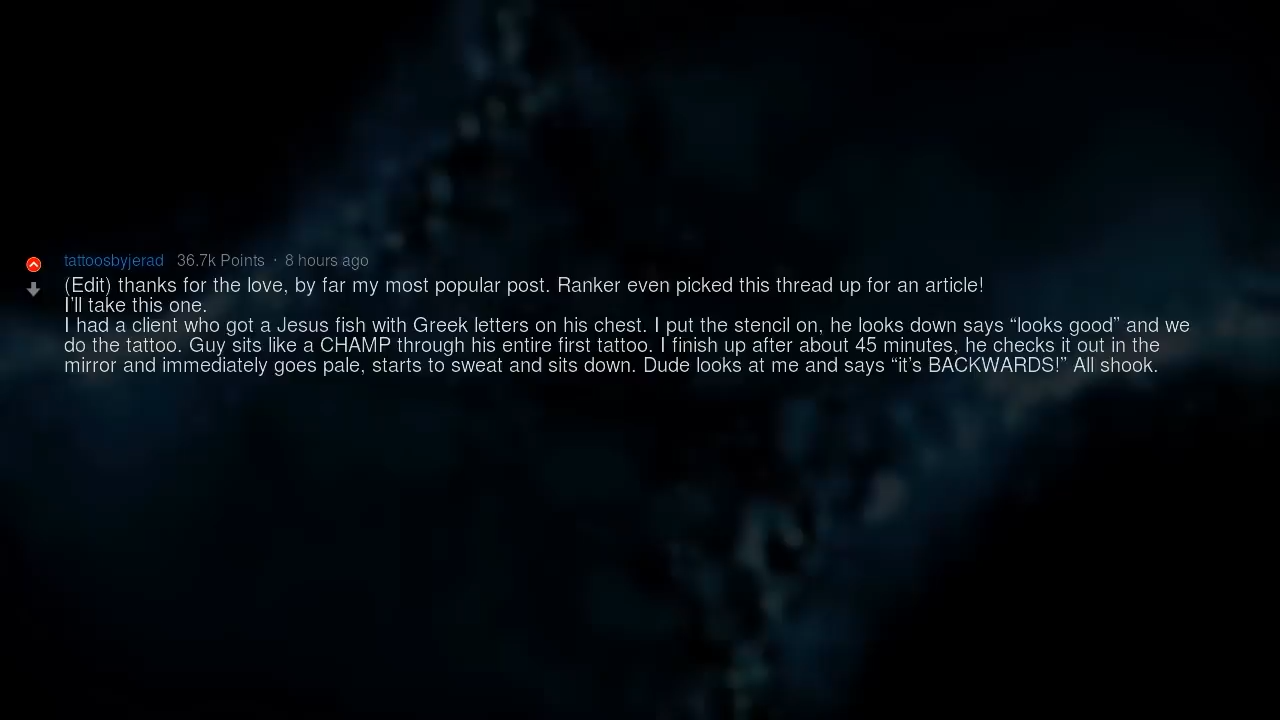 tattoosbyjerad 36.7k Points · 8 hours ago
(Edit) thanks for the love, by far my most popular post. Ranker even picked this thread up for an article!
I'll take this one.
I had a client who got a Jesus fish with Greek letters on his chest. I put the stencil on, he looks down says “looks good” and we
do the tattoo. Guy sits like a CHAMP through his entire first tattoo. I finish up after about 45 minutes, he checks it out in the
mirror and immediately goes pale, starts to sweat and sits down. Dude looks at me and says “it's BACKWARDS!” All shook.